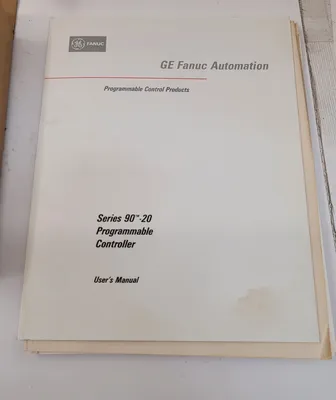 GE FANUC
GE Fanuc Automation
Programmable Control Products
Series 90™-20
Programmable
Controller
User's Manual